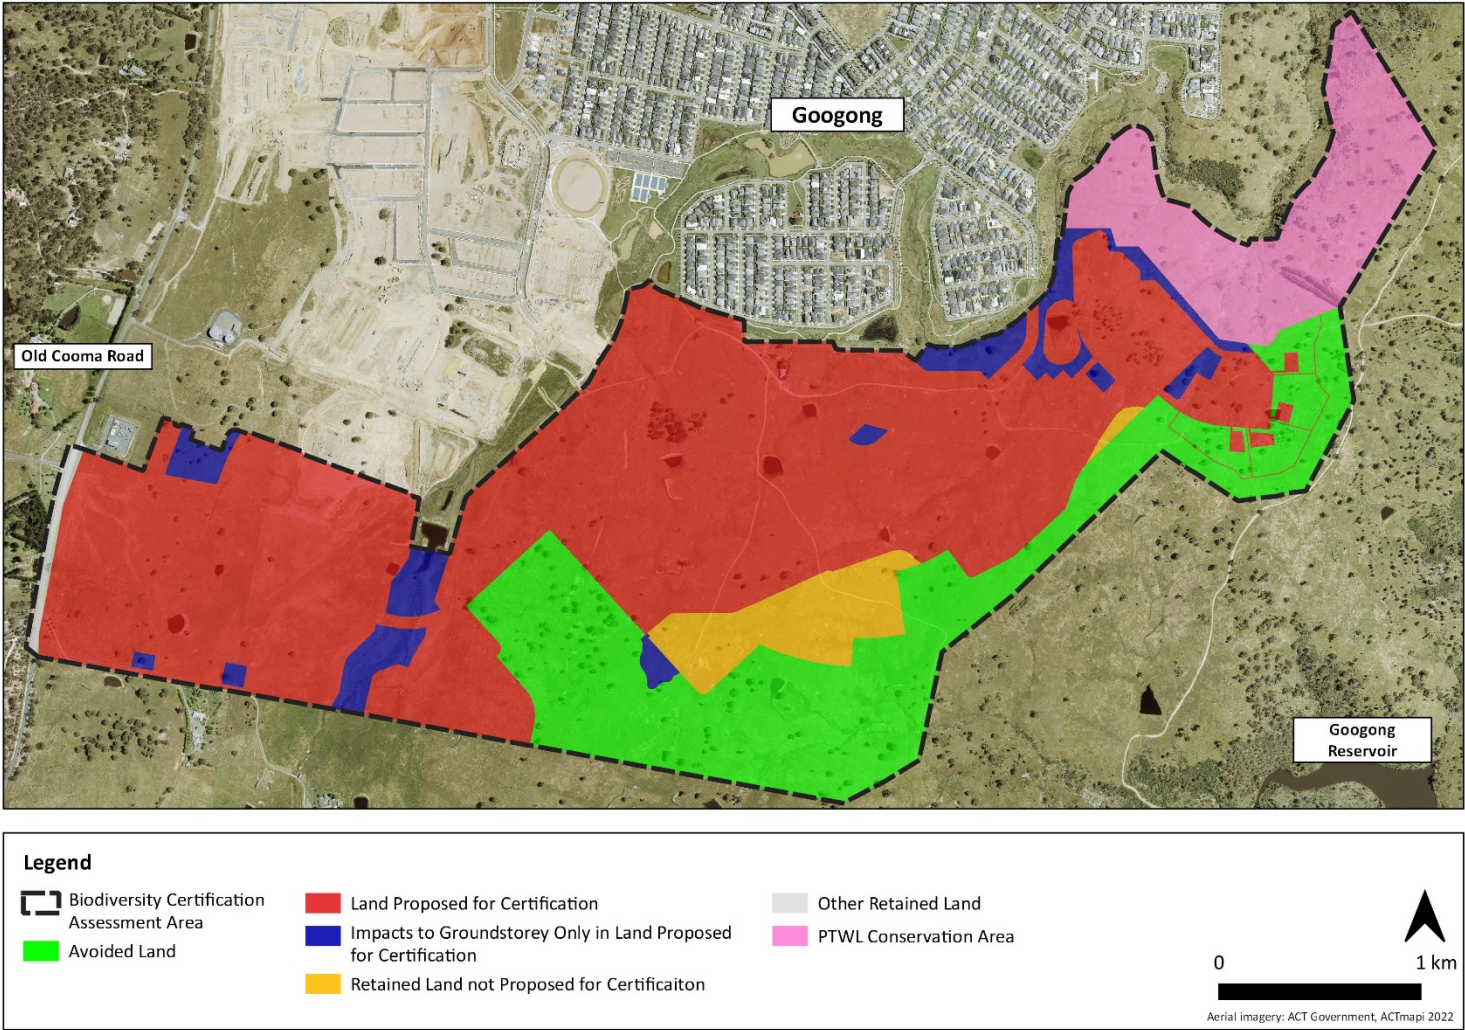 Googong
Old Cooma Road
Googong
Reservoir
Legend
Biodiversity Certification
Assessment Area
Avoided Land
Land Proposed for Certification
Impacts to Groundstorey Only in Land Proposed
for Certification
Retained Land not Proposed for Certificaiton
Other Retained Land
PTWL Conservation Area
0 1 km
Aerial imagery: ACT Government, ACTmapi 2022